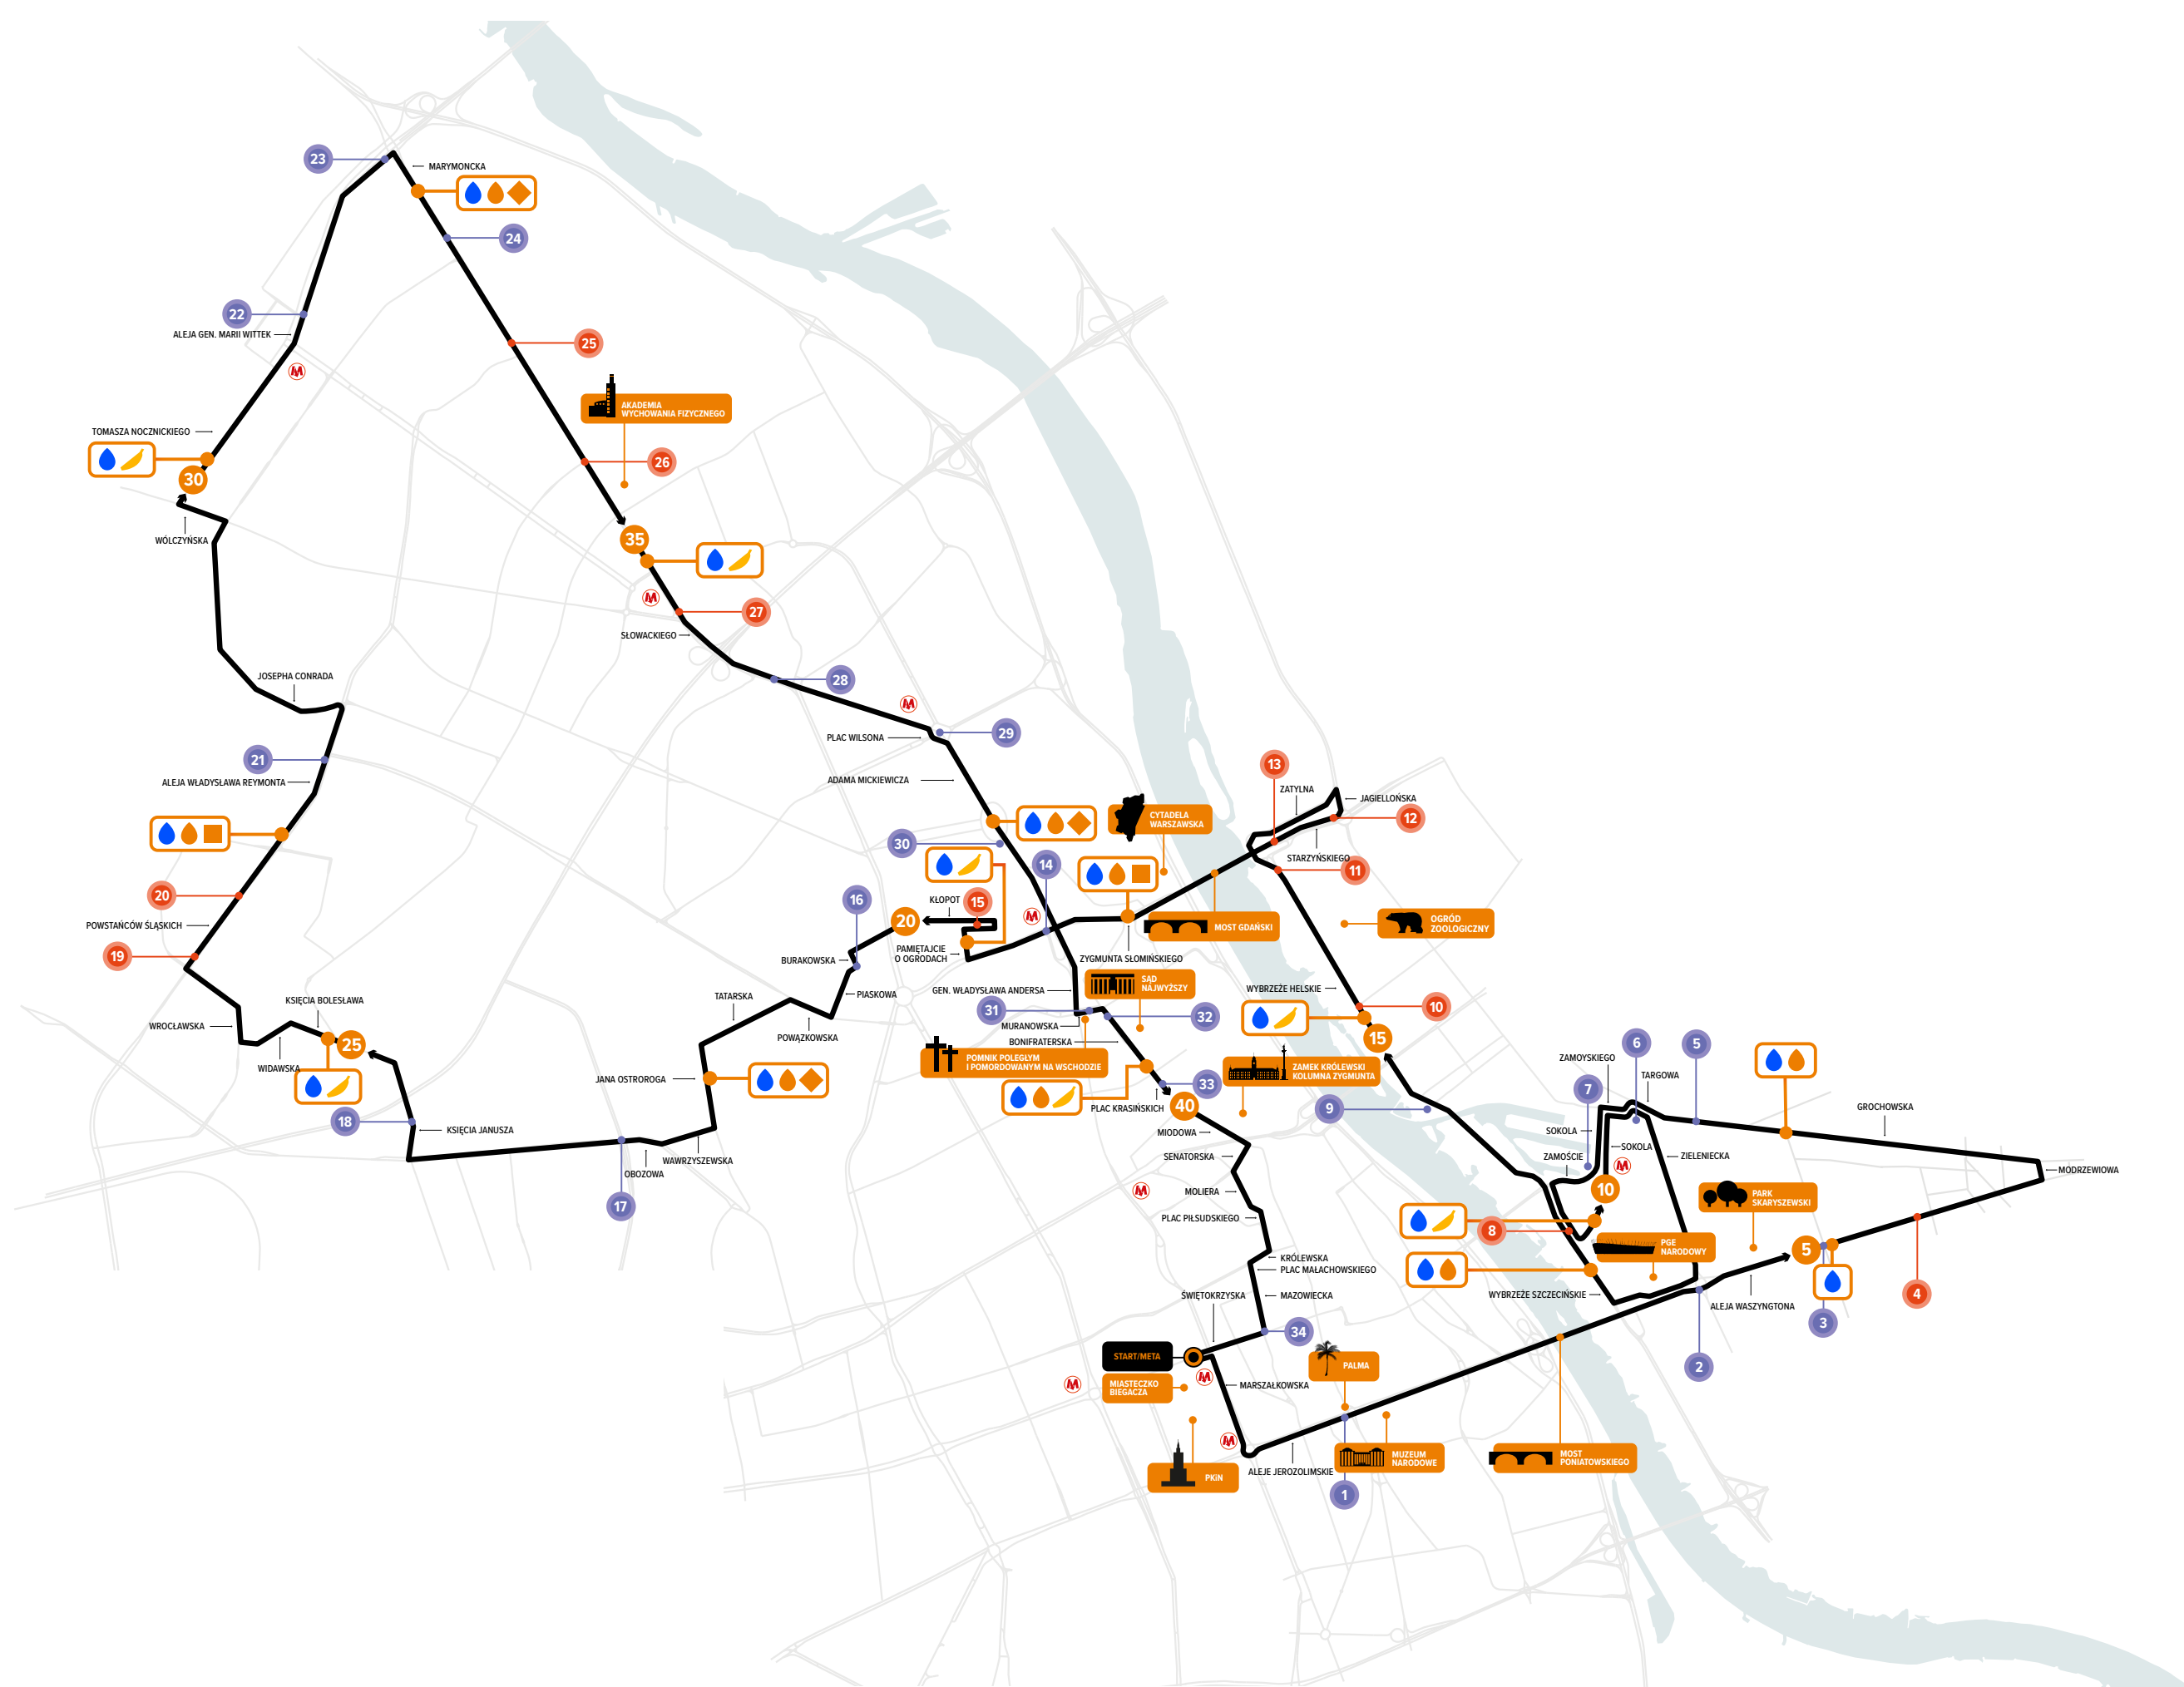 23
MARYMONCKA
24
22
ALEJA GEN. MARII WITTEK
25
AKADEMIA
WYCHOWANIA FIZYCZNEGO
TOMASZA NOCZNICKIEGO
26
30
WÓLCZYŃSKA
35
27
SŁOWACKIEGO
JOSEPHA CONRADA
28
PLAC WILSONA
29
21
ALEJA WŁADYSŁAWA REYMONTA
ADAMA MICKIEWICZA
13
ZATYLNA
JAGIELLOŃSKA
CYTADELA
WARSZAWSKA
12
30
STARZYŃSKIEGO
14
11
20
16
KŁOPOT
15
20
POWSTAŃCÓW ŚLĄSKICH
MOST GDAŃSKI
OGRÓD
ZOOLOGICZNY
19
BURAKOWSKA
PAMIĘTAJCIE
O OGRODACH
ZYGMUNTA SŁOMIŃSKIEGO
SĄD
NAJWYŻSZY
GEN. WŁADYSŁAWA ANDERSA
WYBRZEŻE HELSKIE
PIASKOWA
TATARSKA
KSIĘCIA BOLESŁAWA
10
31
32
WROCŁAWSKA
MURANOWSKA
POWĄZKOWSKA
BONIFRATERSKA
15
25
6
5
ZAMOYSKIEGO
POMNIK POLEGŁYM
I POMORDOWANYM NA WSCHODZIE
ZAMEK KRÓLEWSKI
KOLUMNA ZYGMUNTA
WIDAWSKA
JANA OSTROROGA
TARGOWA
33
7
PLAC KRASIŃSKICH
40
9
GROCHOWSKA
18
KSIĘCIA JANUSZA
MIODOWA
SOKOLA
SOKOLA
WAWRZYSZEWSKA
SENATORSKA
ZAMOŚCIE
ZIELENIECKA
OBOZOWA
MODRZEWIOWA
MOLIERA
10
PARK
SKARYSZEWSKI
17
PLAC PIŁSUDSKIEGO
8
PGE
NARODOWY
5
KRÓLEWSKA
PLAC MAŁACHOWSKIEGO
ŚWIĘTOKRZYSKA
MAZOWIECKA
WYBRZEŻE SZCZECIŃSKIE
ALEJA WASZYNGTONA
4
3
34
START/META
PALMA
2
MIASTECZKO
BIEGACZA
MARSZAŁKOWSKA
MUZEUM
NARODOWE
MOST
PONIATOWSKIEGO
ALEJE JEROZOLIMSKIE
PKiN
1